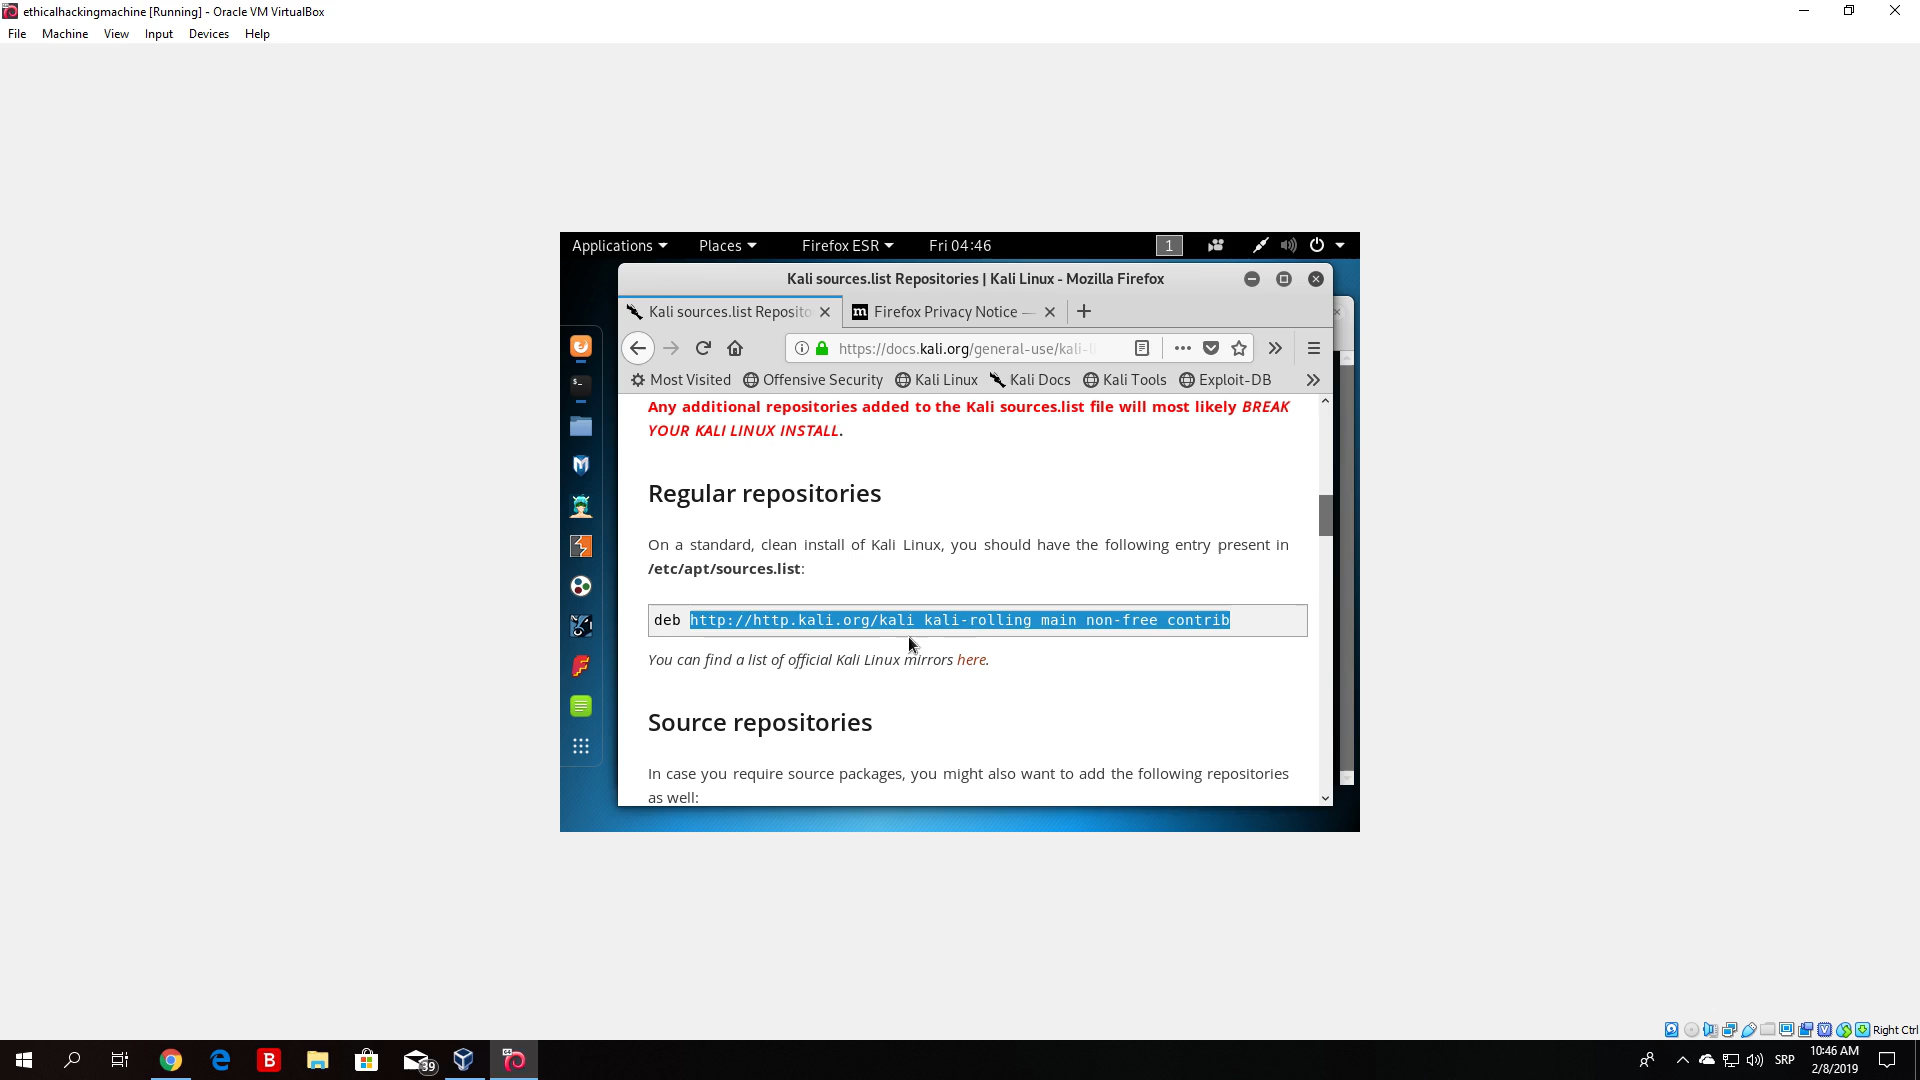 ethicalhackingmachine [Running] - Oracle VM VirtualBox
File Machine View Input Devices Help
Applications Places Firefox ESR Fri 04:46 1
Kali sources.list Repositories | Kali Linux - Mozilla Firefox
Kali sources.list Reposito Firefox Privacy Notice —
https://docs.kali.org/general-use/kali-l
Most Visited Offensive Security Kali Linux Kali Docs Kali Tools Exploit-DB
Any additional repositories added to the Kali sources.list file will most likely BREAK
YOUR KALI LINUX INSTALL.
Regular repositories
On a standard, clean install of Kali Linux, you should have the following entry present in
/etc/apt/sources.list:
deb http://http.kali.org/kali kali-rolling main non-free contrib
You can find a list of official Kali Linux mirrors here.
Source repositories
In case you require source packages, you might also want to add the following repositories
as well:
Right Ctrl
39
SRP
10:46 AM
2/8/2019